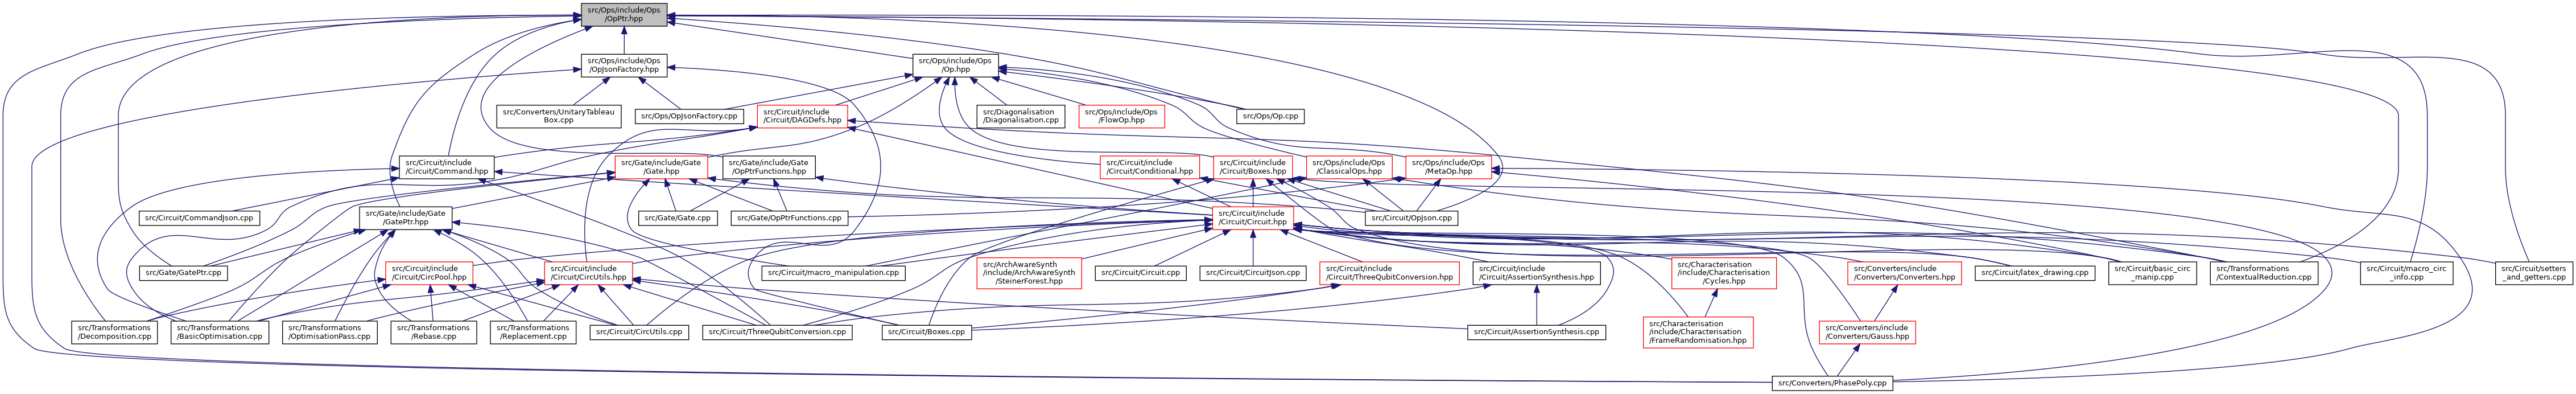 src/Ops/include/Ops
/OpPtr.hpp
src/Ops/include/Ops
/OpJsonFactory.hpp
src/Ops/include/Ops
/Op.hpp
src/Converters/UnitaryTableau
Box.cpp
src/Ops/OpJsonFactory.cpp
src/Circuit/include
/Circuit/DAGDefs.hpp
src/Diagonalisation
/Diagonalisation.cpp
src/Ops/include/Ops
/FlowOp.hpp
src/Ops/Op.cpp
src/Circuit/include
/Circuit/Command.hpp
src/Gate/include/Gate
/Gate.hpp
src/Gate/include/Gate
/OpPtrFunctions.hpp
src/Circuit/include
/Circuit/Conditional.hpp
src/Circuit/include
/Circuit/Boxes.hpp
src/Ops/include/Ops
/ClassicalOps.hpp
src/Ops/include/Ops
/MetaOp.hpp
src/Circuit/CommandJson.cpp
src/Gate/include/Gate
/GatePtr.hpp
src/Gate/Gate.cpp
src/Gate/OpPtrFunctions.cpp
src/Circuit/include
/Circuit/Circuit.hpp
src/Circuit/OpJson.cpp
src/Gate/GatePtr.cpp
src/Circuit/include
/Circuit/CircPool.hpp
src/Circuit/include
/Circuit/CircUtils.hpp
src/Circuit/macro_manipulation.cpp
src/ArchAwareSynth
/include/ArchAwareSynth
/SteinerForest.hpp
src/Circuit/Circuit.cpp
src/Circuit/CircuitJson.cpp
src/Circuit/include
/Circuit/ThreeQubitConversion.hpp
src/Circuit/include
/Circuit/AssertionSynthesis.hpp
src/Characterisation
/include/Characterisation
/Cycles.hpp
src/Converters/include
/Converters/Converters.hpp
src/Circuit/latex_drawing.cpp
src/Circuit/basic_circ
_manip.cpp
src/Transformations
/ContextualReduction.cpp
src/Circuit/macro_circ
_info.cpp
src/Circuit/setters
_and_getters.cpp
src/Transformations
/Decomposition.cpp
src/Transformations
/BasicOptimisation.cpp
src/Transformations
/OptimisationPass.cpp
src/Transformations
/Rebase.cpp
src/Transformations
/Replacement.cpp
src/Circuit/CircUtils.cpp
src/Circuit/ThreeQubitConversion.cpp
src/Circuit/Boxes.cpp
src/Circuit/AssertionSynthesis.cpp
src/Characterisation
/include/Characterisation
/FrameRandomisation.hpp
src/Converters/include
/Converters/Gauss.hpp
src/Converters/PhasePoly.cpp